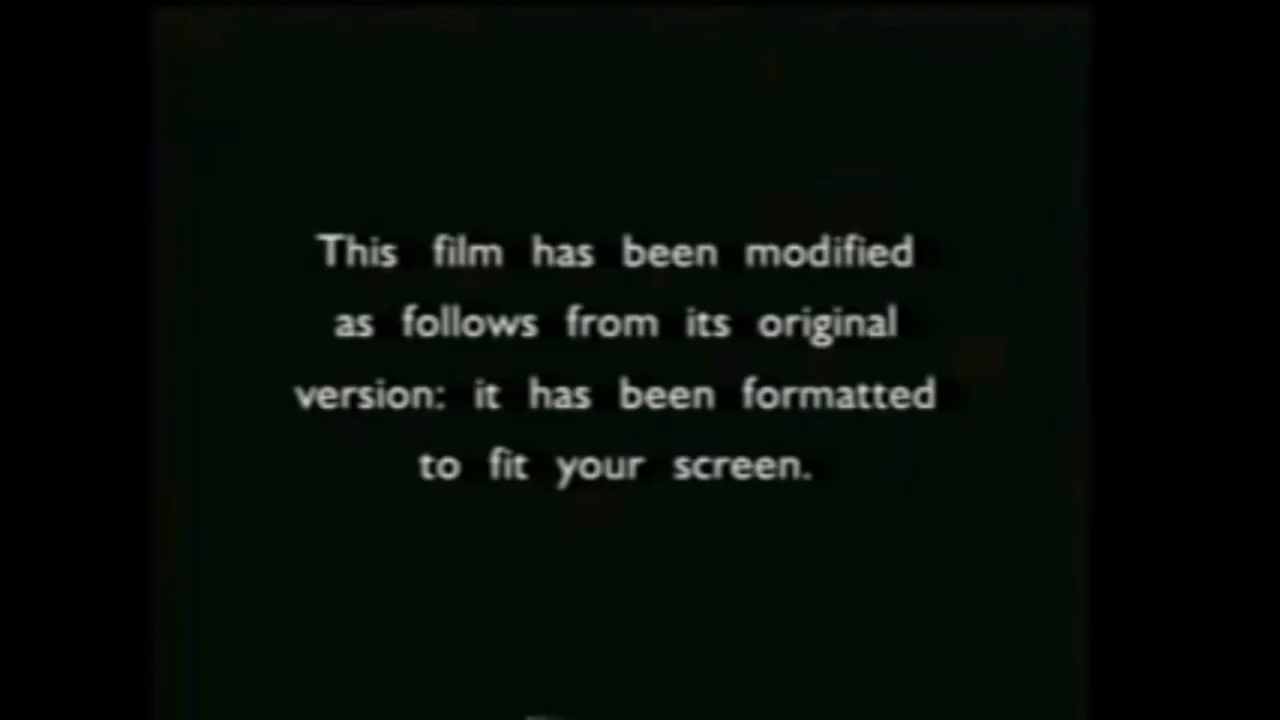 This film has been modified
as follows from its original
version: it has been formatted
to fit your screen.